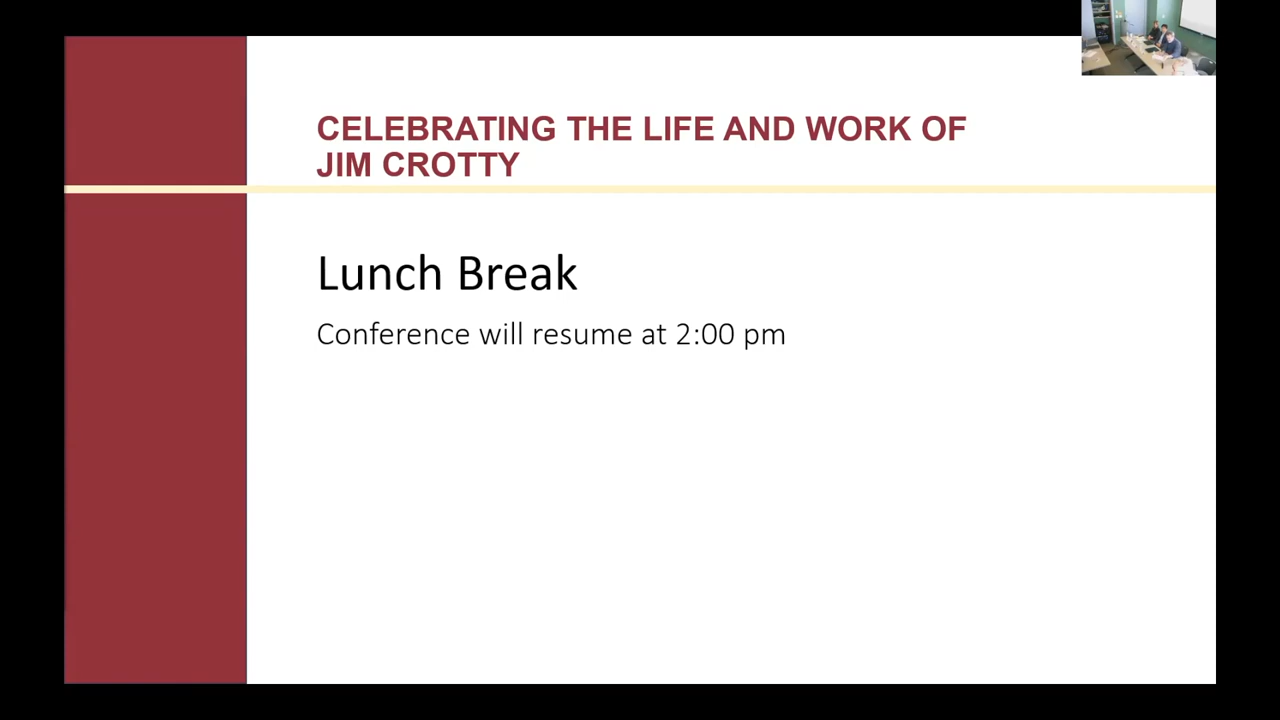 CELEBRATING THE LIFE AND WORK OF
JIM CROTTY
Lunch Break
Conference will resume at 2:00 pm